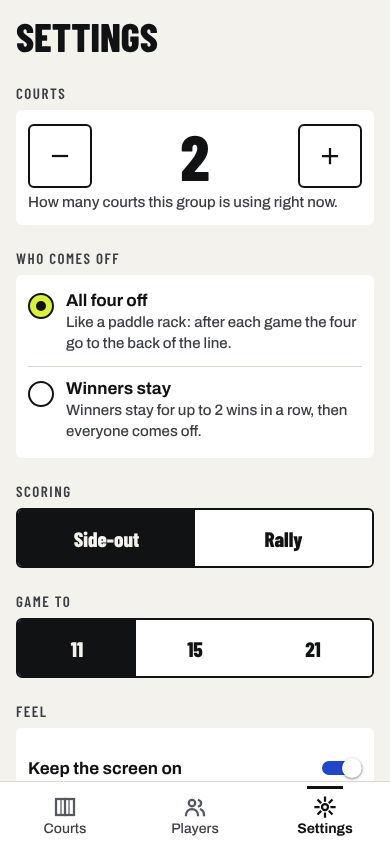 SETTINGS
COURTS
2
How many courts this group is using right now.
WHO COMES OFF
All four off
Like a paddle rack: after each game the four
go to the back of the line.
Winners stay
Winners stay for up to 2 wins in a row, then
everyone comes off.
SCORING
Side-out Rally
GAME TO
11 15 21
FEEL
Keep the screen on
Courts Players Settings